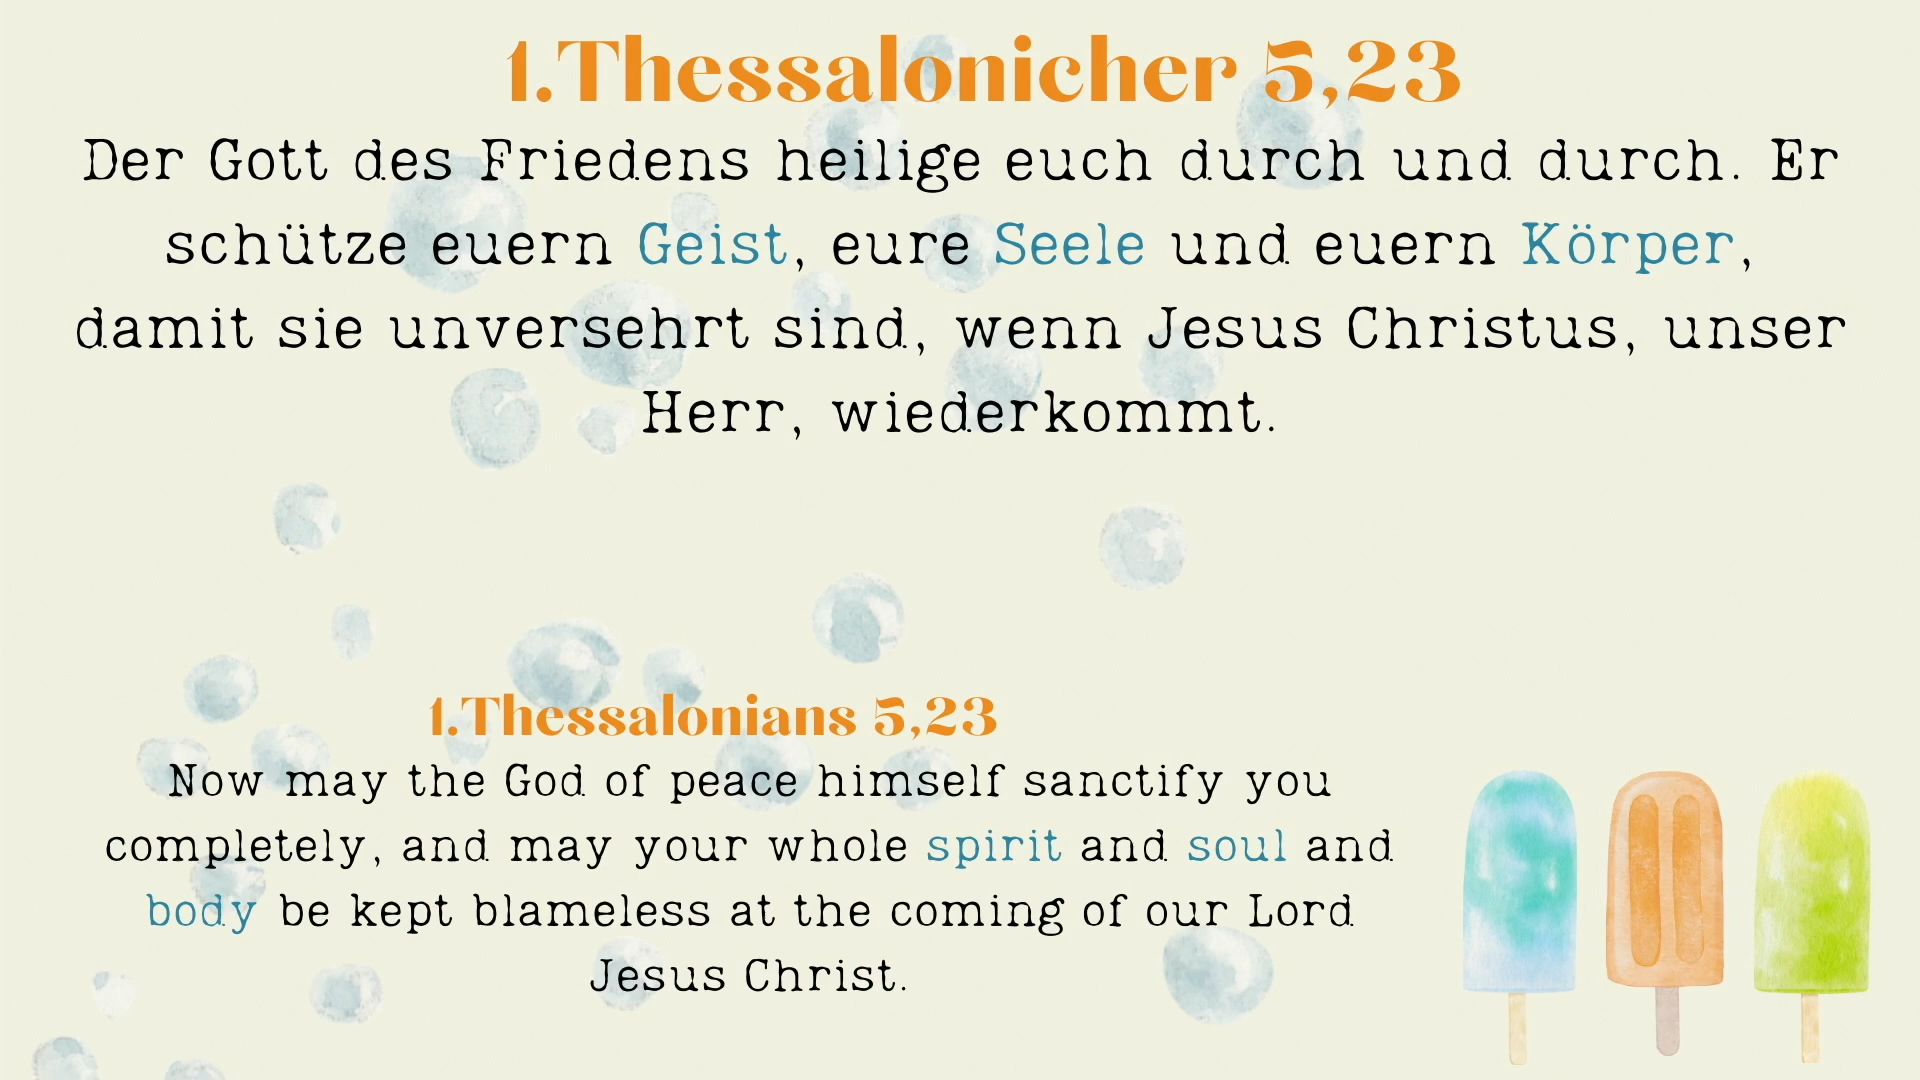 1.Thessalonicher 5,23
Der Gott des Friedens heilige euch durch und durch. Er
schütze euern Geist, eure Seele und euern Körper,
damit sie unversehrt sind, wenn Jesus Christus, unser
Herr, wiederkommt.
1.Thessalonians 5,23
Now may the God of peace himself sanctify you
completely, and may your whole spirit and soul and
body be kept blameless at the coming of our Lord
Jesus Christ.